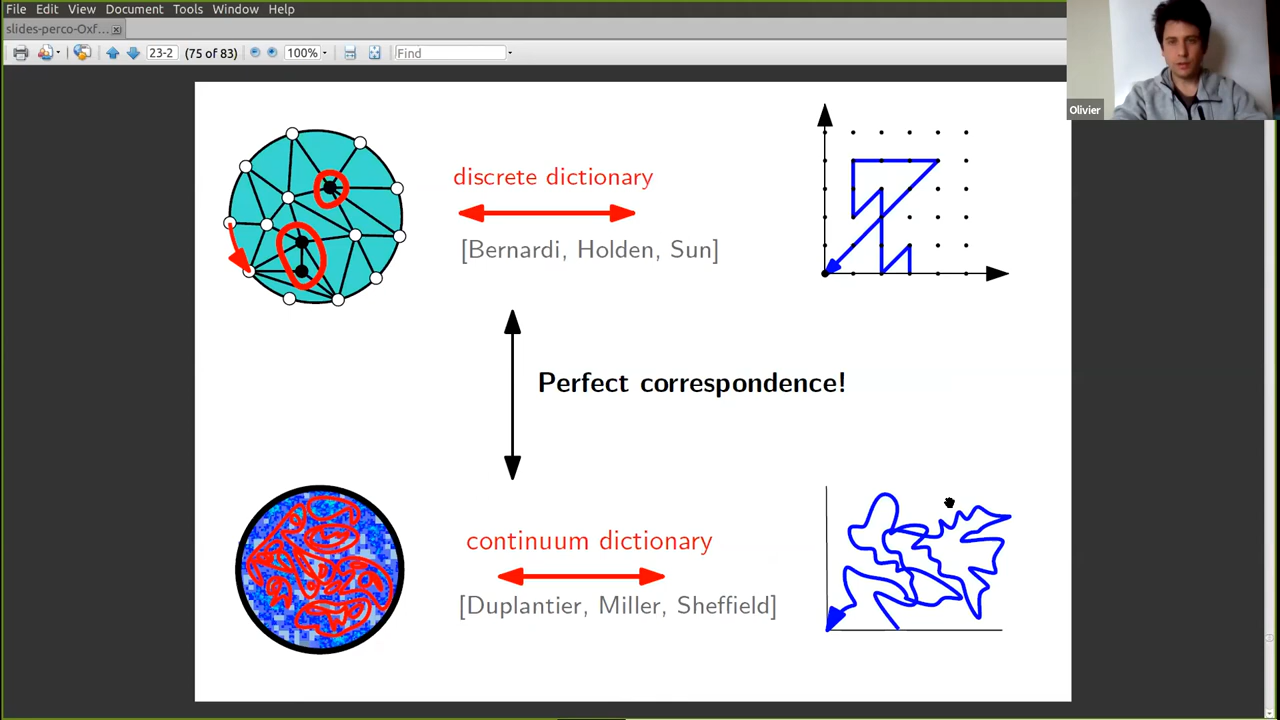 File Edit View Document Tools Window Help
slides-perco-Oxf...
23-2 (75 of 83) 100% Find
Olivier
discrete dictionary
[Bernardi, Holden, Sun]
Perfect correspondence!
continuum dictionary
[Duplantier, Miller, Sheffield]